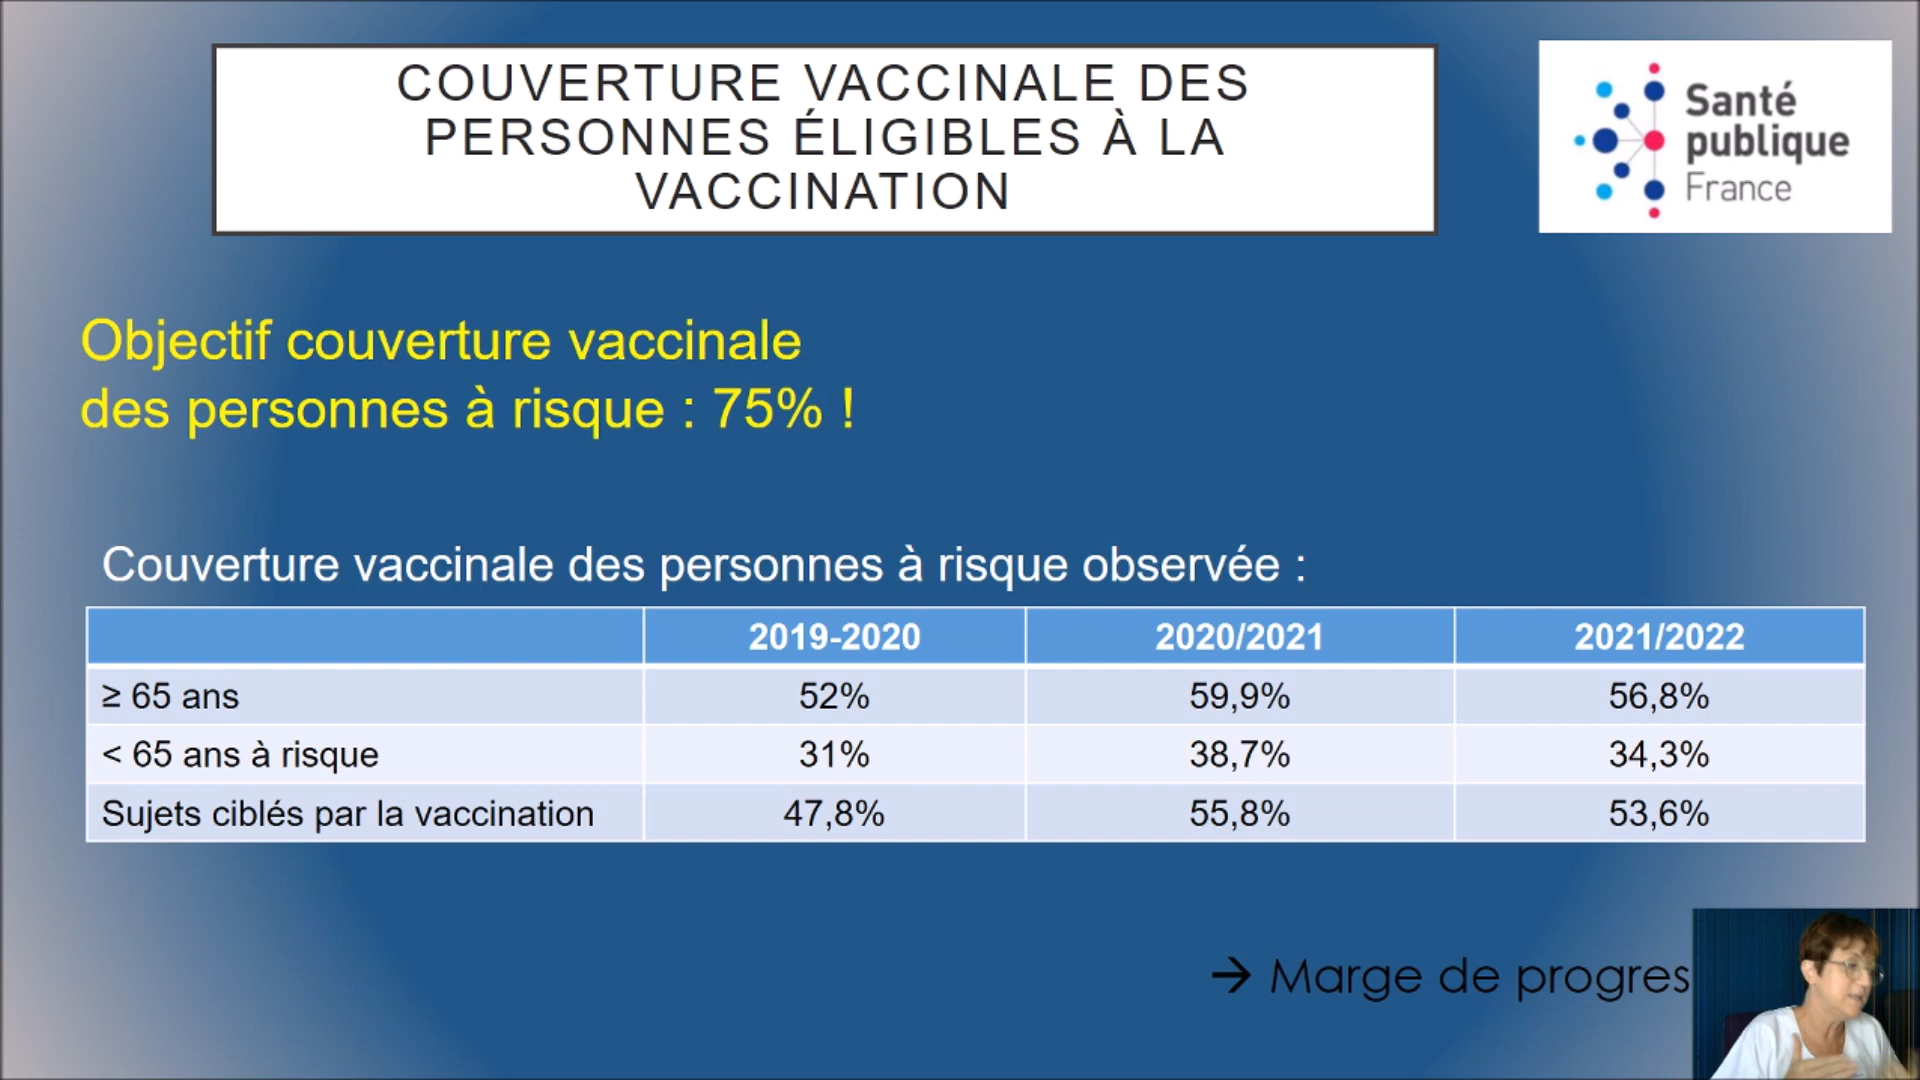 COUVERTURE VACCINALE DES
PERSONNES ÉLIGIBLES À LA
VACCINATION
Santé
publique
France
Objectif couverture vaccinale
des personnes à risque : 75% !
Couverture vaccinale des personnes à risque observée :
2019-2020 2020/2021 2021/2022
≥ 65 ans 52% 59,9% 56,8%
< 65 ans à risque 31% 38,7% 34,3%
Sujets ciblés par la vaccination 47,8% 55,8% 53,6%
→ Marge de progres